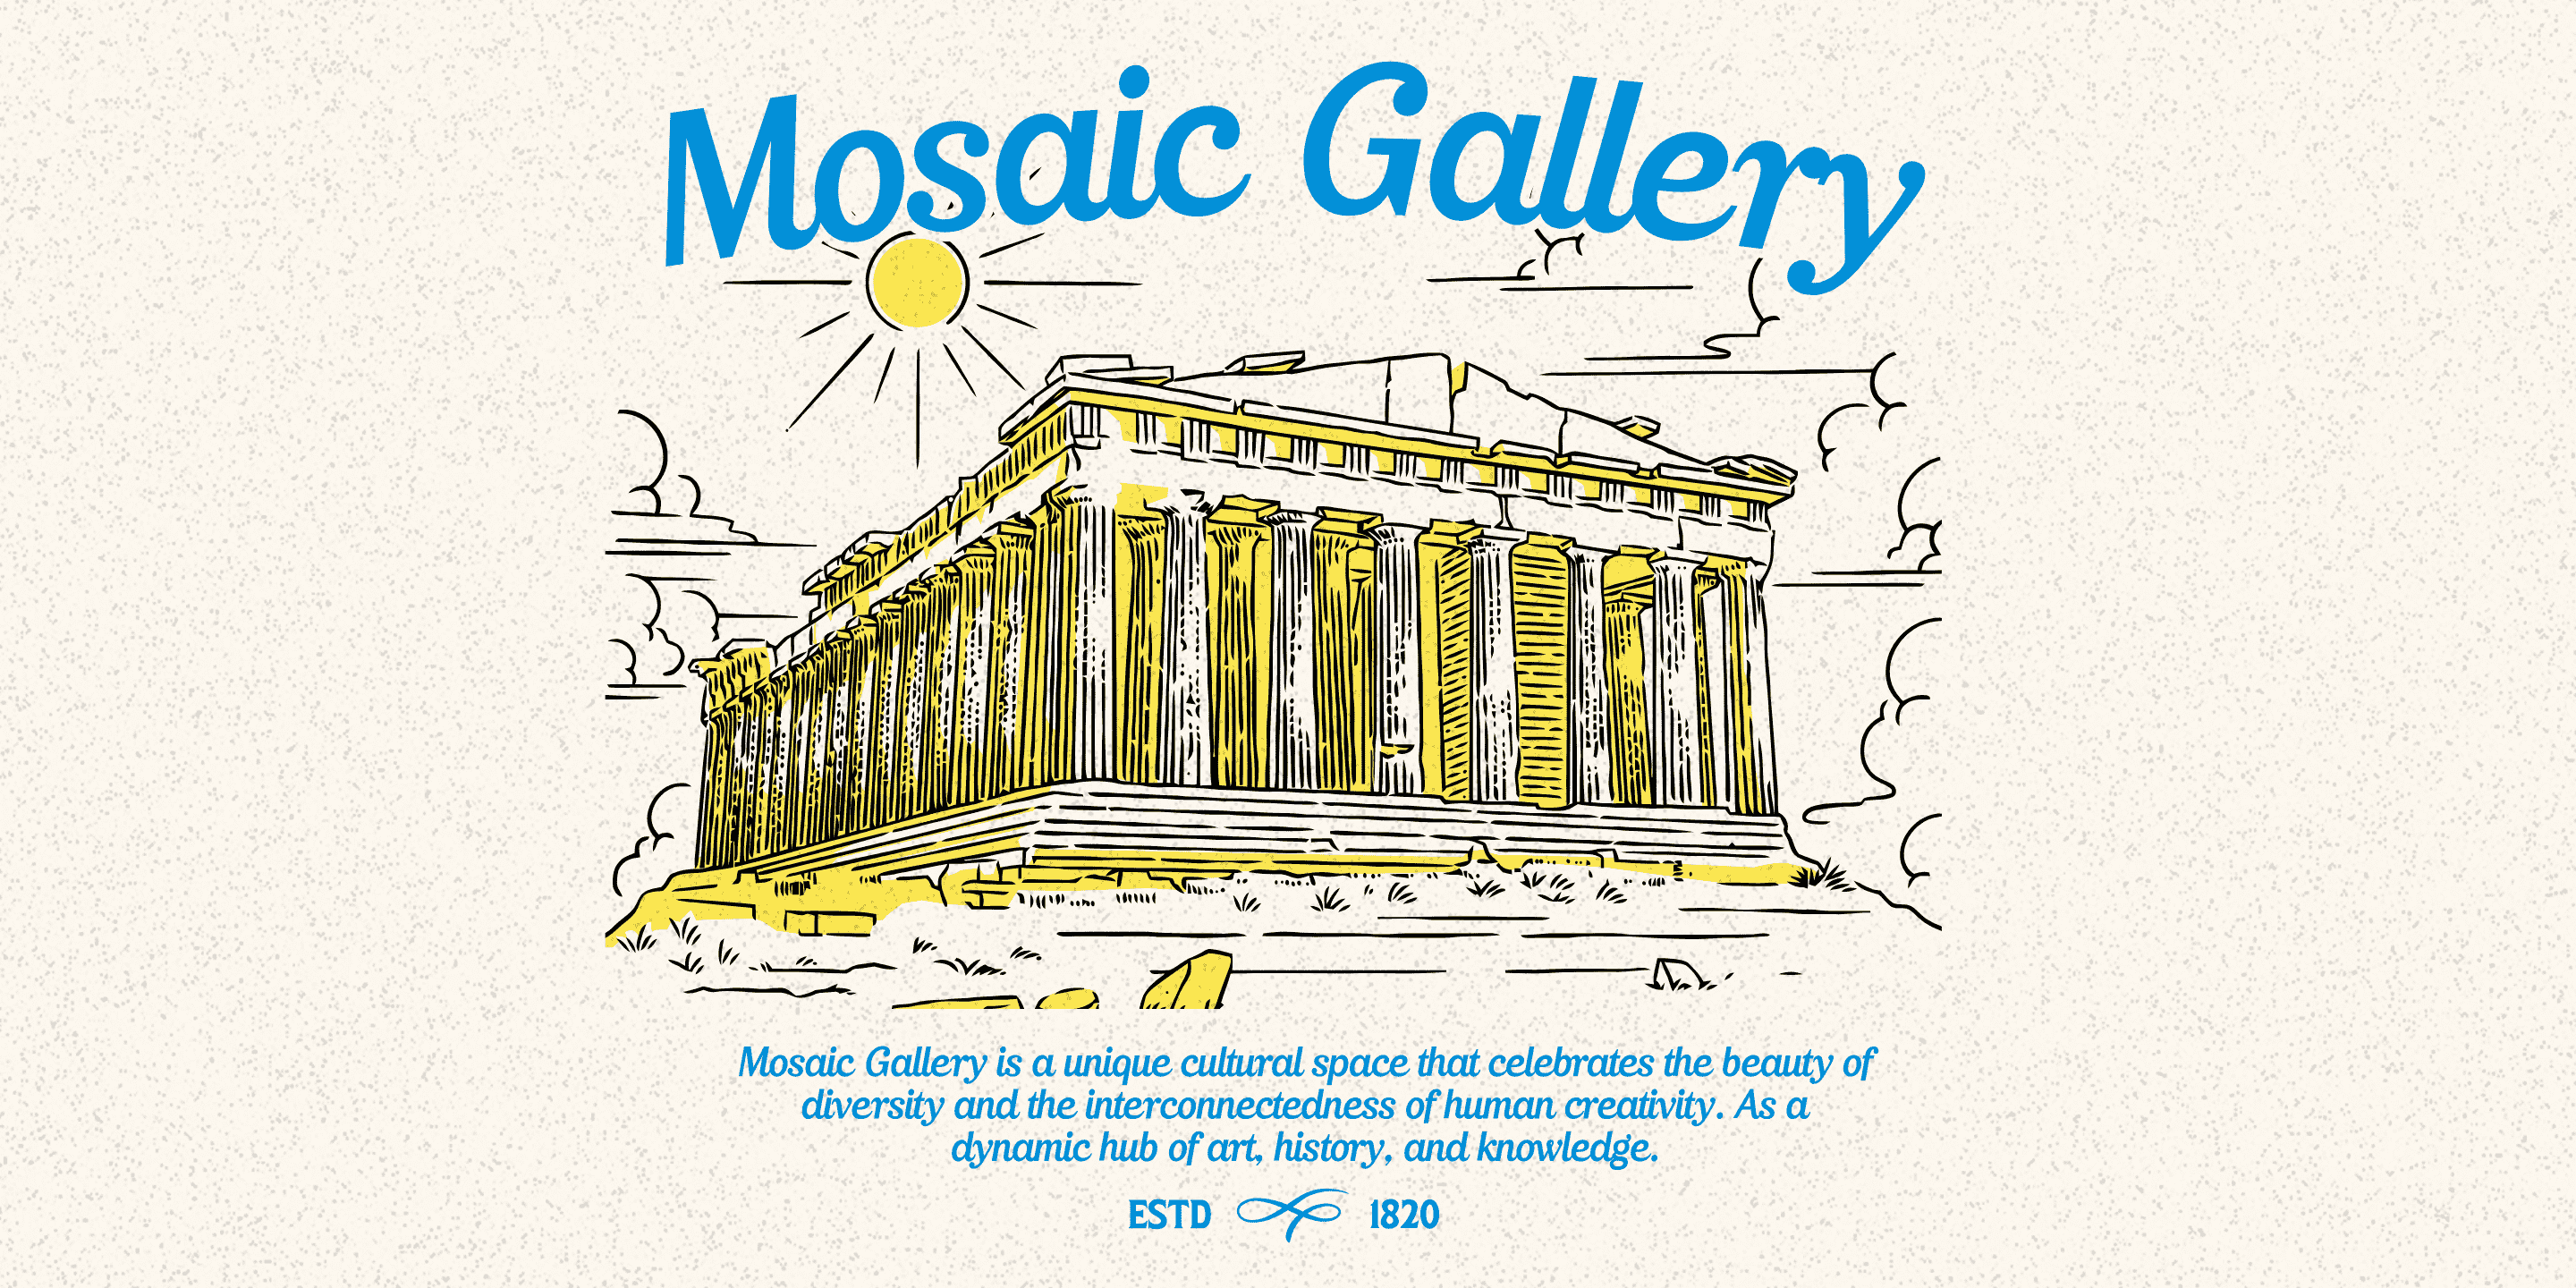 Mosaic Gallery
Mosaic Gallery is a unique cultural space that celebrates the beauty of
diversity and the interconnectedness of human creativity. As a
dynamic hub of art, history, and knowledge.
ESTD 1820